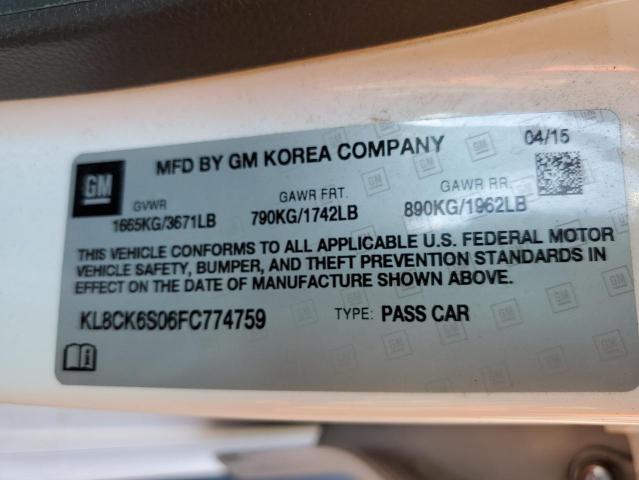 GM
MFD BY GM KOREA COMPANY 04/15
GVWR GAWR FRT. GAWR RR.
1665KG/3671LB 790KG/1742LB 890KG/1962LB
THIS VEHICLE CONFORMS TO ALL APPLICABLE U.S. FEDERAL MOTOR
VEHICLE SAFETY, BUMPER, AND THEFT PREVENTION STANDARDS IN
EFFECT ON THE DATE OF MANUFACTURE SHOWN ABOVE.
KL8CK6S06FC774759 TYPE: PASS CAR